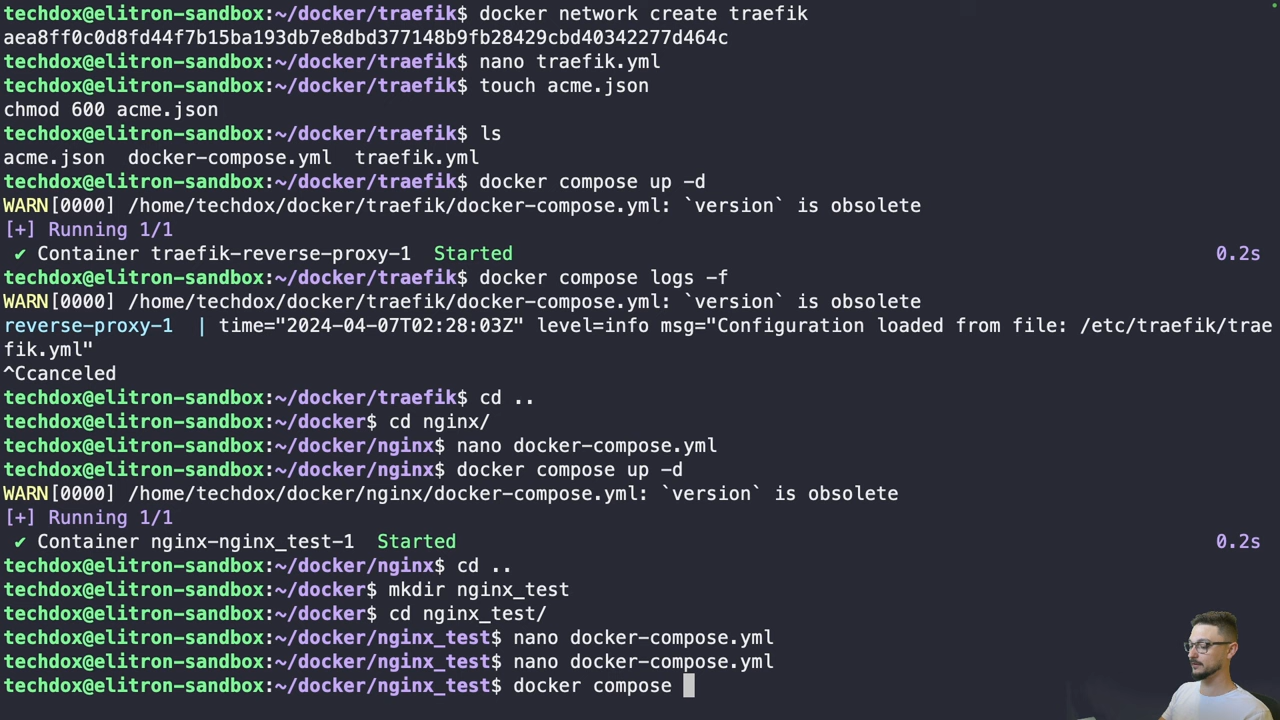 techdox@elitron-sandbox:~/docker/traefik$ docker network create traefik
aea8ff0c0d8fd44f7b15ba193db7e8dbd377148b9fb28429cbd40342277d464c
techdox@elitron-sandbox:~/docker/traefik$ nano traefik.yml
techdox@elitron-sandbox:~/docker/traefik$ touch acme.json
chmod 600 acme.json
techdox@elitron-sandbox:~/docker/traefik$ ls
acme.json  docker-compose.yml  traefik.yml
techdox@elitron-sandbox:~/docker/traefik$ docker compose up -d
WARN[0000] /home/techdox/docker/traefik/docker-compose.yml: `version` is obsolete
[+] Running 1/1
✔ Container traefik-reverse-proxy-1  Started 0.2s
techdox@elitron-sandbox:~/docker/traefik$ docker compose logs -f
WARN[0000] /home/techdox/docker/traefik/docker-compose.yml: `version` is obsolete
reverse-proxy-1  | time="2024-04-07T02:28:03Z" level=info msg="Configuration loaded from file: /etc/traefik/trae
fik.yml"
^Ccanceled
techdox@elitron-sandbox:~/docker/traefik$ cd ..
techdox@elitron-sandbox:~/docker$ cd nginx/
techdox@elitron-sandbox:~/docker/nginx$ nano docker-compose.yml
techdox@elitron-sandbox:~/docker/nginx$ docker compose up -d
WARN[0000] /home/techdox/docker/nginx/docker-compose.yml: `version` is obsolete
[+] Running 1/1
✔ Container nginx-nginx_test-1  Started 0.2s
techdox@elitron-sandbox:~/docker/nginx$ cd ..
techdox@elitron-sandbox:~/docker$ mkdir nginx_test
techdox@elitron-sandbox:~/docker$ cd nginx_test/
techdox@elitron-sandbox:~/docker/nginx_test$ nano docker-compose.yml
techdox@elitron-sandbox:~/docker/nginx_test$ nano docker-compose.yml
techdox@elitron-sandbox:~/docker/nginx_test$ docker compose